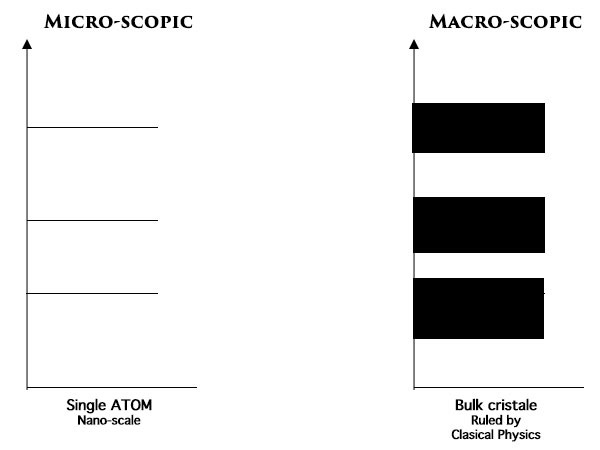 MICRO-SCOPIC
MACRO-SCOPIC
Single ATOM
Nano-scale
Bulk cristale
Ruled by
Clasical Physics